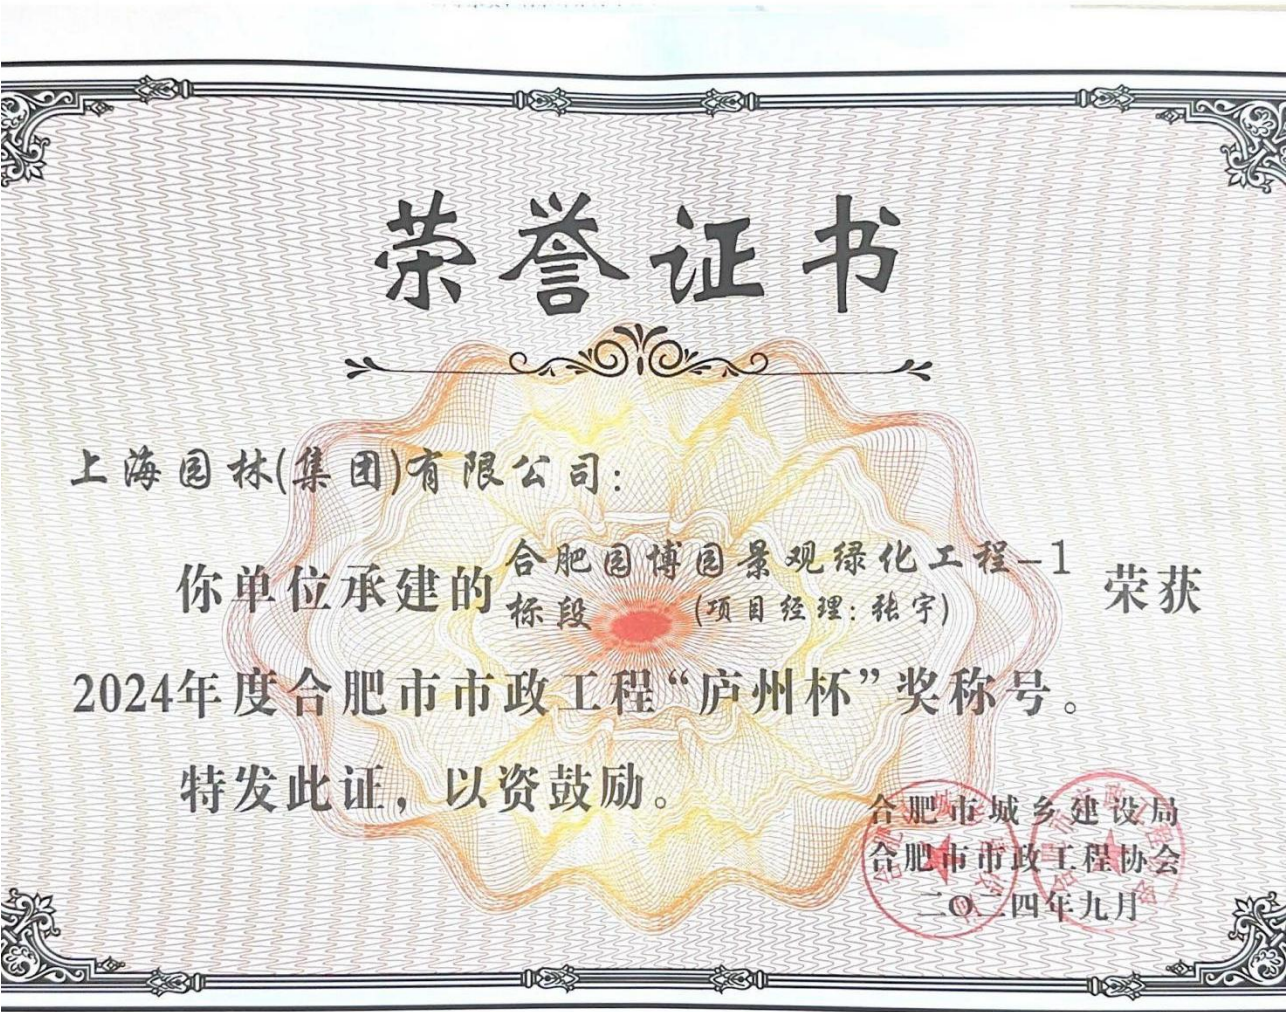 荣誉证书
上海园林(集团)有限公司:
你单位承建的合肥园博园景观绿化工程-1
标段 (项目经理:张宇) 荣获
2024年度合肥市市政工程“庐州杯”奖称号。
特发此证,以资鼓励。
合肥市城乡建设局
合肥市市政工程协会
二〇二四年九月